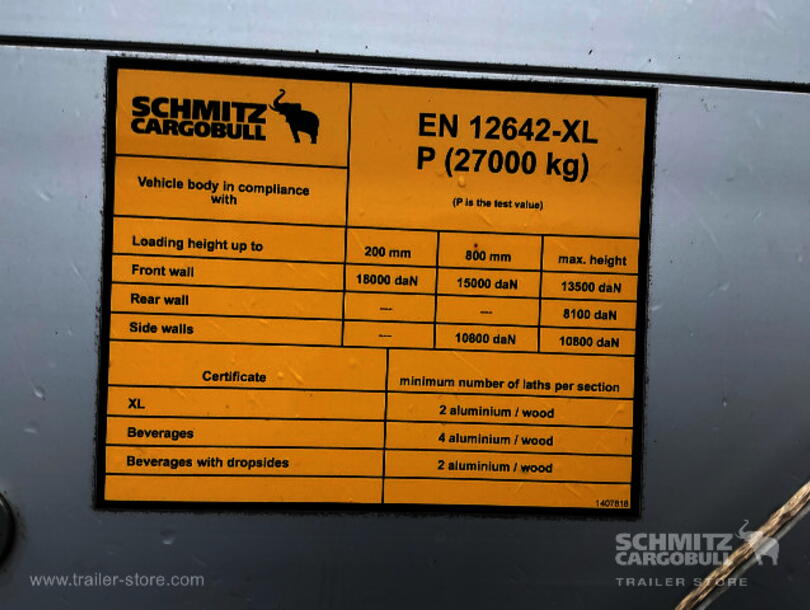 SCHMITZ
CARGOBULL
EN 12642-XL
P (27000 kg)
(P is the test value)
Vehicle body in compliance
with
Loading height up to 200 mm 800 mm max. height
Front wall 18000 daN 15000 daN 13500 daN
Rear wall --- --- 8100 daN
Side walls --- 10800 daN 10800 daN
Certificate minimum number of laths per section
XL 2 aluminium / wood
Beverages 4 aluminium / wood
Beverages with dropsides 2 aluminium / wood
1407818
www.trailer-store.com
SCHMITZ
CARGOBULL
TRAILER STORE